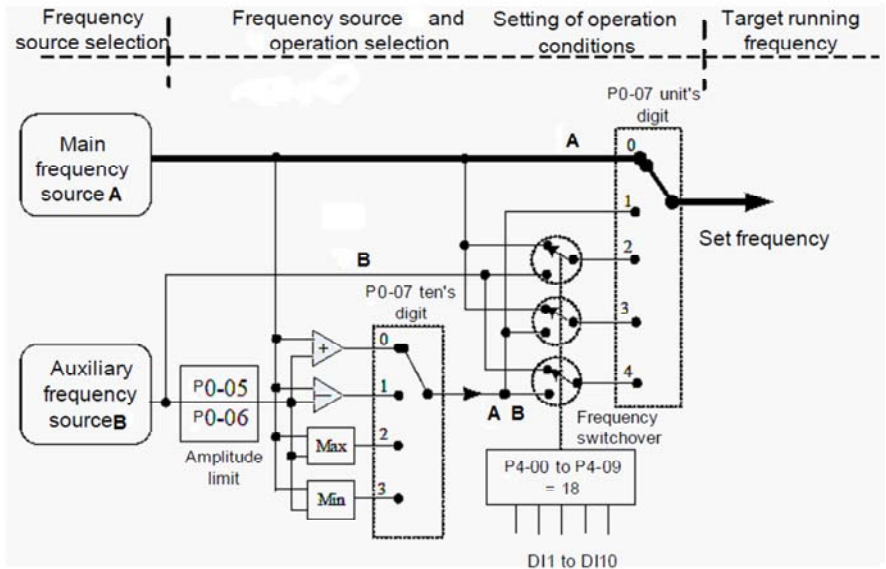 Frequency
source selection
Frequency source and
operation selection
Setting of operation
conditions
Target running
frequency
P0-07 unit's
digit
Main
frequency
source A
A
0
1
2
3
4
Set frequency
B
P0-07 ten's
digit
Auxiliary
frequency
source B
P0-05
P0-06
Amplitude
limit
+
−
Max
Min
0
1
2
3
A B
Frequency
switchover
P4-00 to P4-09
= 18
DI1 to DI10